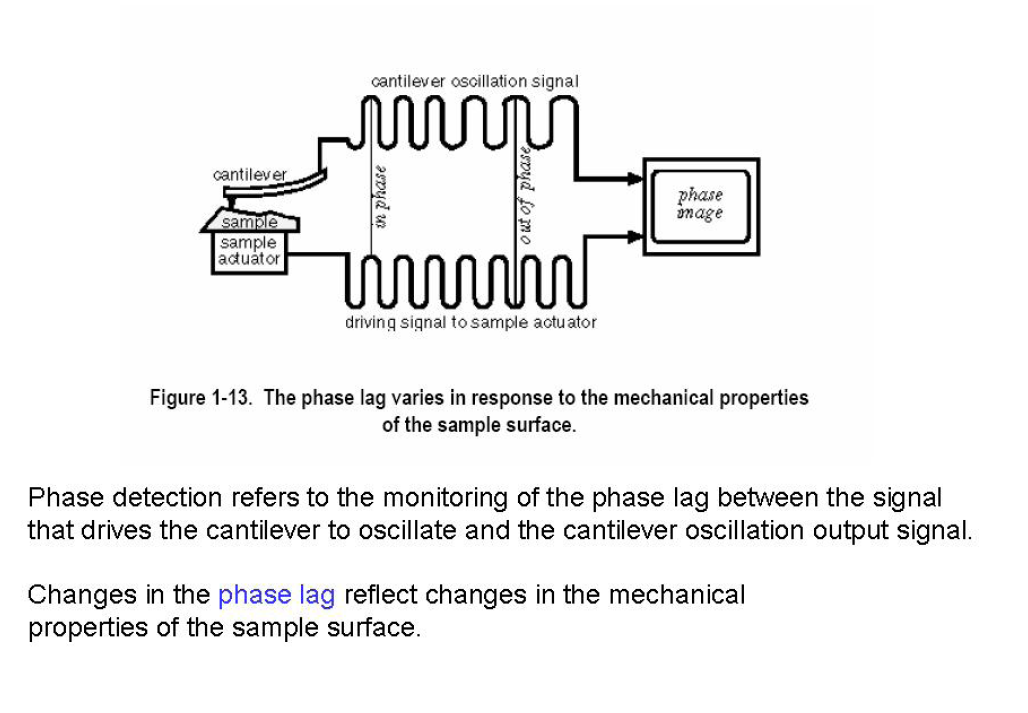 cantilever oscillation signal
cantilever
in phase
out of phase
phase
image
sample
sample
actuator
driving signal to sample actuator
Figure 1-13. The phase lag varies in response to the mechanical properties
of the sample surface.
Phase detection refers to the monitoring of the phase lag between the signal
that drives the cantilever to oscillate and the cantilever oscillation output signal.
Changes in the phase lag reflect changes in the mechanical
properties of the sample surface.